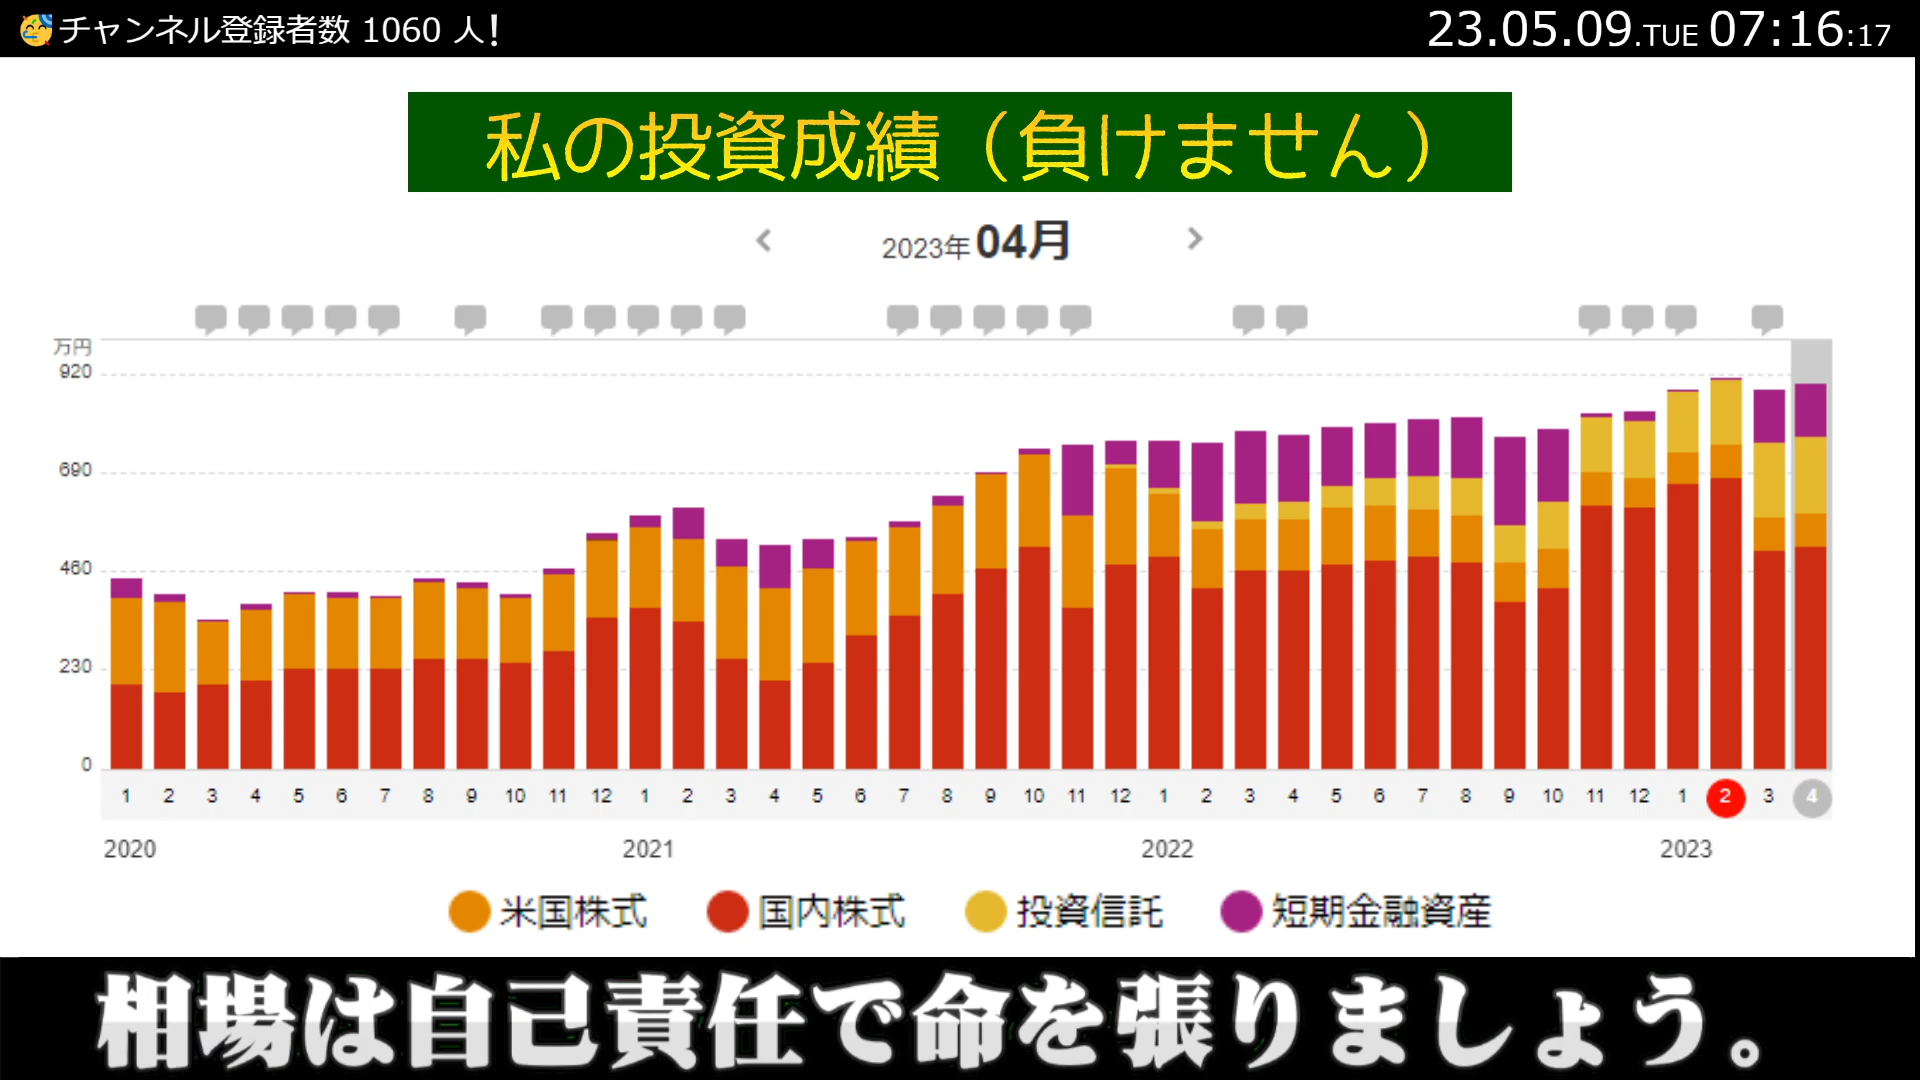 チャンネル登録者数 1060 人!
23.05.09.TUE 07:16:17
私の投資成績（負けません）
2023年 04月
万円
920
690
460
230
0
1 2 3 4 5 6 7 8 9 10 11 12 1 2 3 4 5 6 7 8 9 10 11 12 1 2 3 4 5 6 7 8 9 10 11 12 1 2 3 4
2020 2021 2022 2023
米国株式 国内株式 投資信託 短期金融資産
相場は自己責任で命を張りましょう。